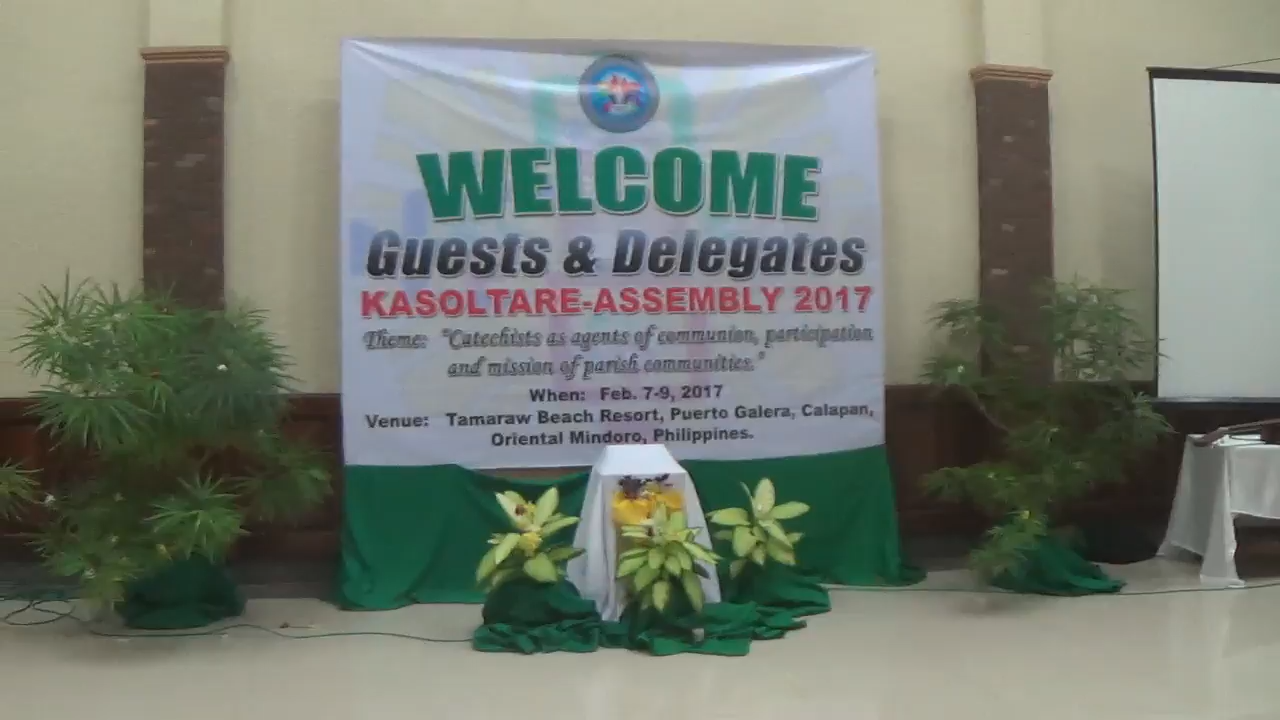 WELCOME
Guests & Delegates
KASOLTARE-ASSEMBLY 2017
Theme: "Catechists as agents of communion, participation
and mission of parish communities."
When: Feb. 7-9, 2017
Venue: Tamaraw Beach Resort, Puerto Galera, Calapan,
Oriental Mindoro, Philippines.